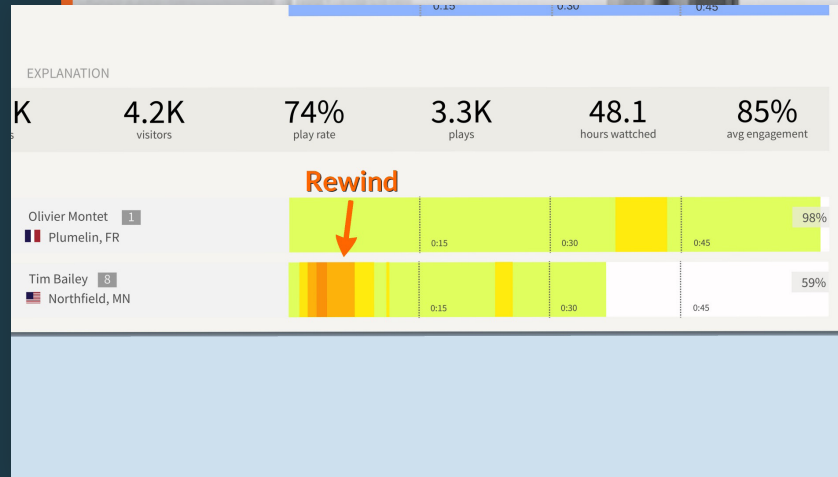 0:15 0:30 0:45
EXPLANATION
K 4.2K 74% 3.3K 48.1 85%
s visitors play rate plays hours wattched avg engagement
Rewind
Olivier Montet 1 98%
Plumelin, FR 0:15 0:30 0:45
Tim Bailey 8 59%
Northfield, MN 0:15 0:30 0:45